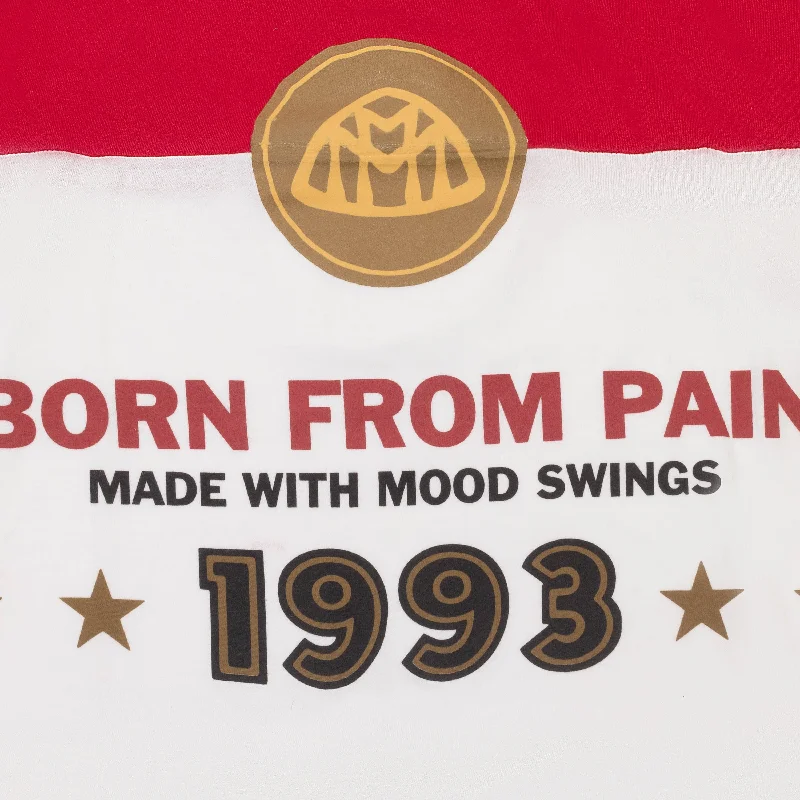 BORN FROM PAIN
MADE WITH MOOD SWINGS
1993